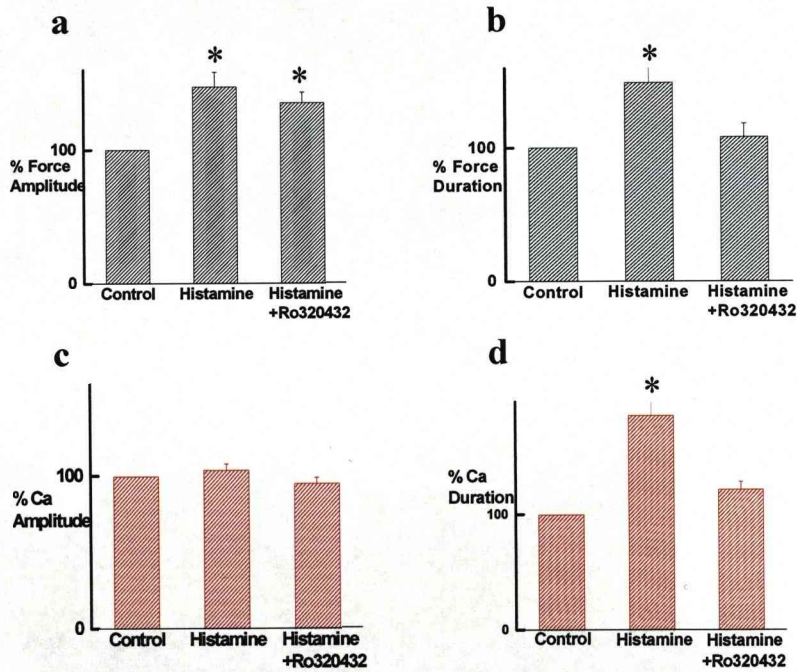 a
*
*
100
% Force
Amplitude
0
Control
Histamine
Histamine
+Ro320432
b
*
100
% Force
Duration
0
Control
Histamine
Histamine
+Ro320432
c
100
% Ca
Amplitude
0
Control
Histamine
Histamine
+Ro320432
d
*
% Ca
Duration
100
0
Control
Histamine
Histamine
+Ro320432